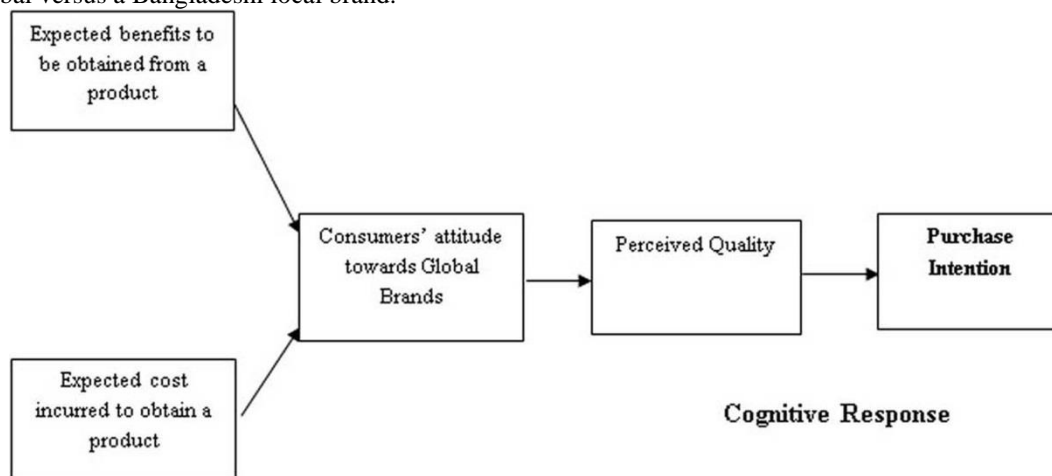 bal versus a Bangladeshi local brand.
Expected benefits to
be obtained from a
product
Consumers’ attitude
towards Global
Brands
Perceived Quality
Purchase
Intention
Expected cost
incurred to obtain a
product
Cognitive Response